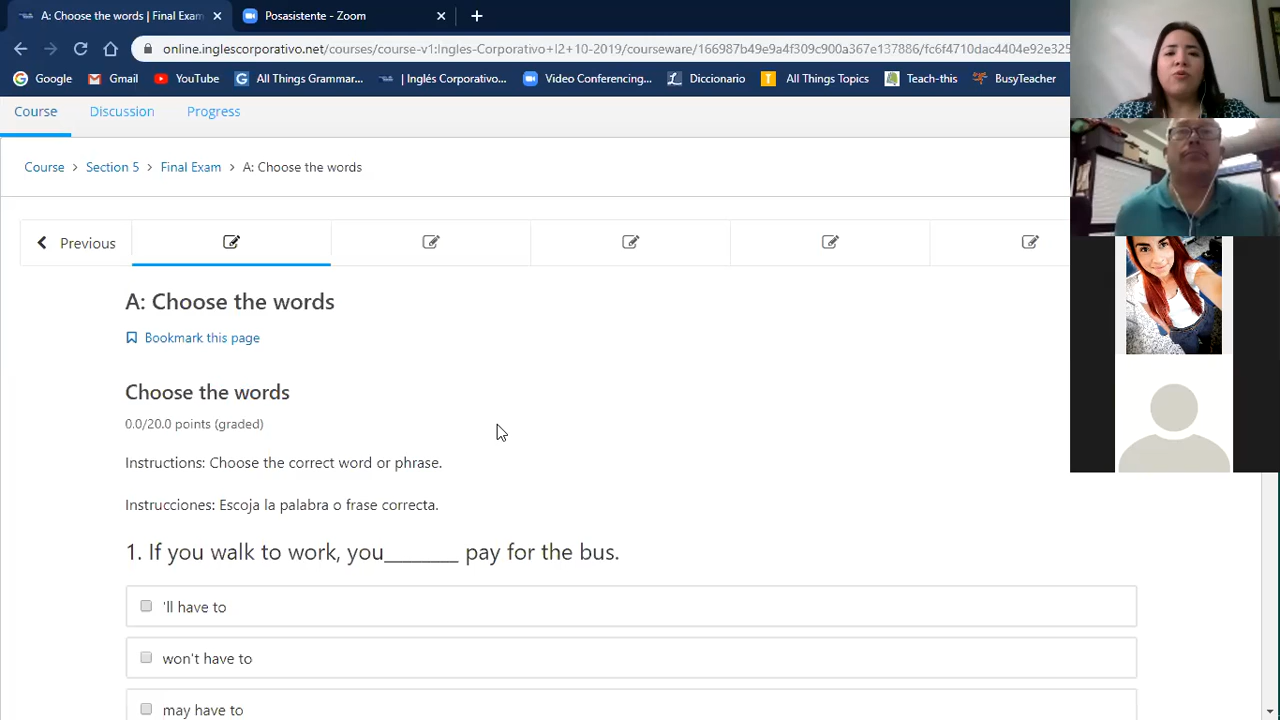 A: Choose the words | Final Exam
Posasistente - Zoom
online.inglescorporativo.net/courses/course-v1:Ingles-Corporativo+I2+10-2019/courseware/166987b49e9a4f309c900a367e137886/fc6f4710dac4404e92e325
Google Gmail YouTube All Things Grammar... | Inglés Corporativo... Video Conferencing... Diccionario All Things Topics Teach-this BusyTeacher
Course Discussion Progress
Course > Section 5 > Final Exam > A: Choose the words
Previous
A: Choose the words
Bookmark this page
Choose the words
0.0/20.0 points (graded)
Instructions: Choose the correct word or phrase.
Instrucciones: Escoja la palabra o frase correcta.
1. If you walk to work, you_______ pay for the bus.
'll have to
won't have to
may have to